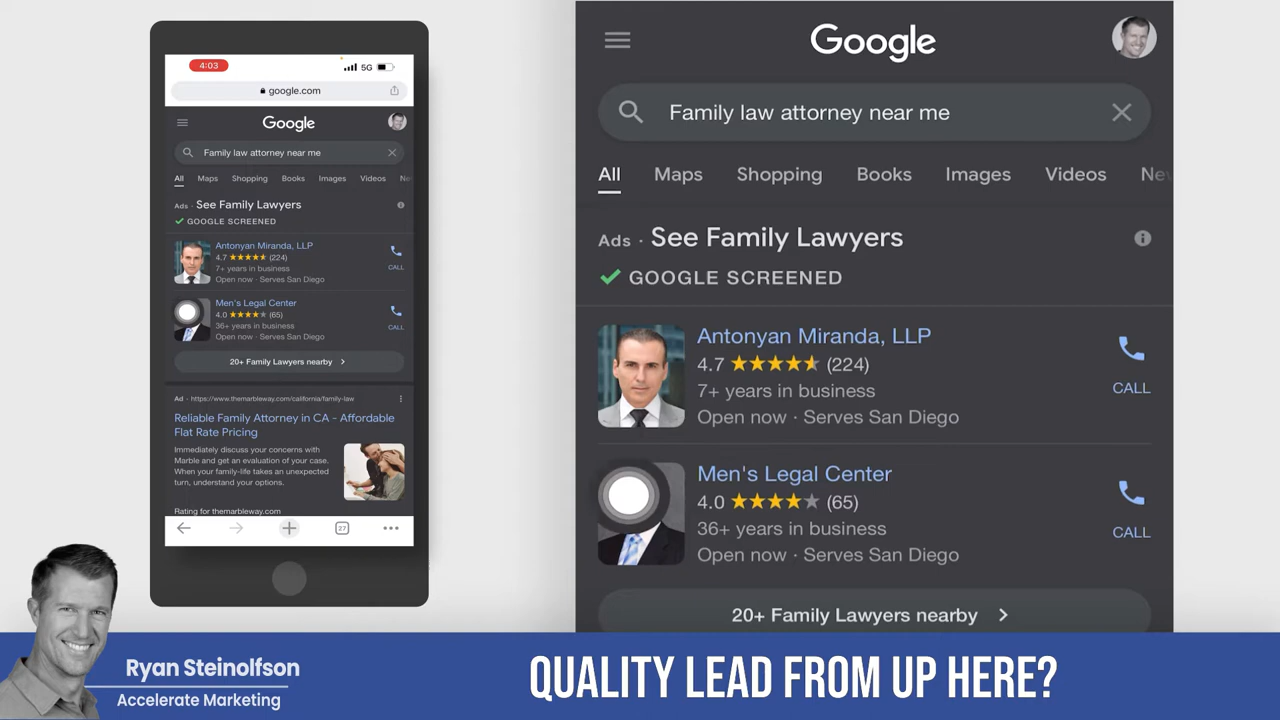 4:03
5G
google.com
Google
Family law attorney near me
All Maps Shopping Books Images Videos Ne
Ads · See Family Lawyers
GOOGLE SCREENED
Antonyan Miranda, LLP
4.7 (224)
7+ years in business
Open now · Serves San Diego
CALL
Men's Legal Center
4.0 (65)
36+ years in business
Open now · Serves San Diego
CALL
20+ Family Lawyers nearby
Ad · https://www.themarbleway.com/california/family-law
Reliable Family Attorney in CA - Affordable
Flat Rate Pricing
Immediately discuss your concerns with
Marble and get an evaluation of your case.
When your family-life takes an unexpected
turn, understand your options.
Rating for themarbleway.com
27
Google
Family law attorney near me
All Maps Shopping Books Images Videos Nev
Ads · See Family Lawyers
GOOGLE SCREENED
Antonyan Miranda, LLP
4.7 (224)
7+ years in business
Open now · Serves San Diego
CALL
Men's Legal Center
4.0 (65)
36+ years in business
Open now · Serves San Diego
CALL
20+ Family Lawyers nearby
Ryan Steinolfson
Accelerate Marketing
QUALITY LEAD FROM UP HERE?